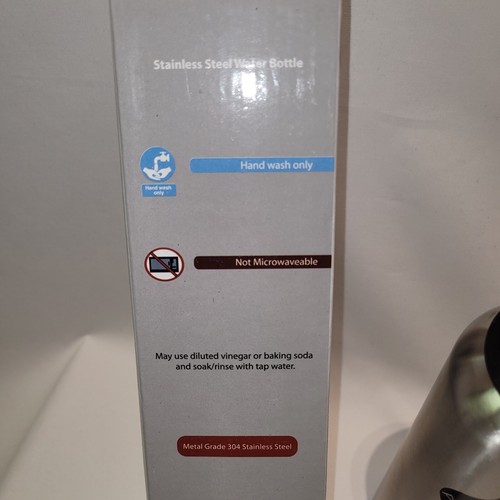 Stainless Steel Water Bottle
Hand wash only
Hand wash
only
Not Microwaveable
May use diluted vinegar or baking soda
and soak/rinse with tap water.
Metal Grade 304 Stainless Steel